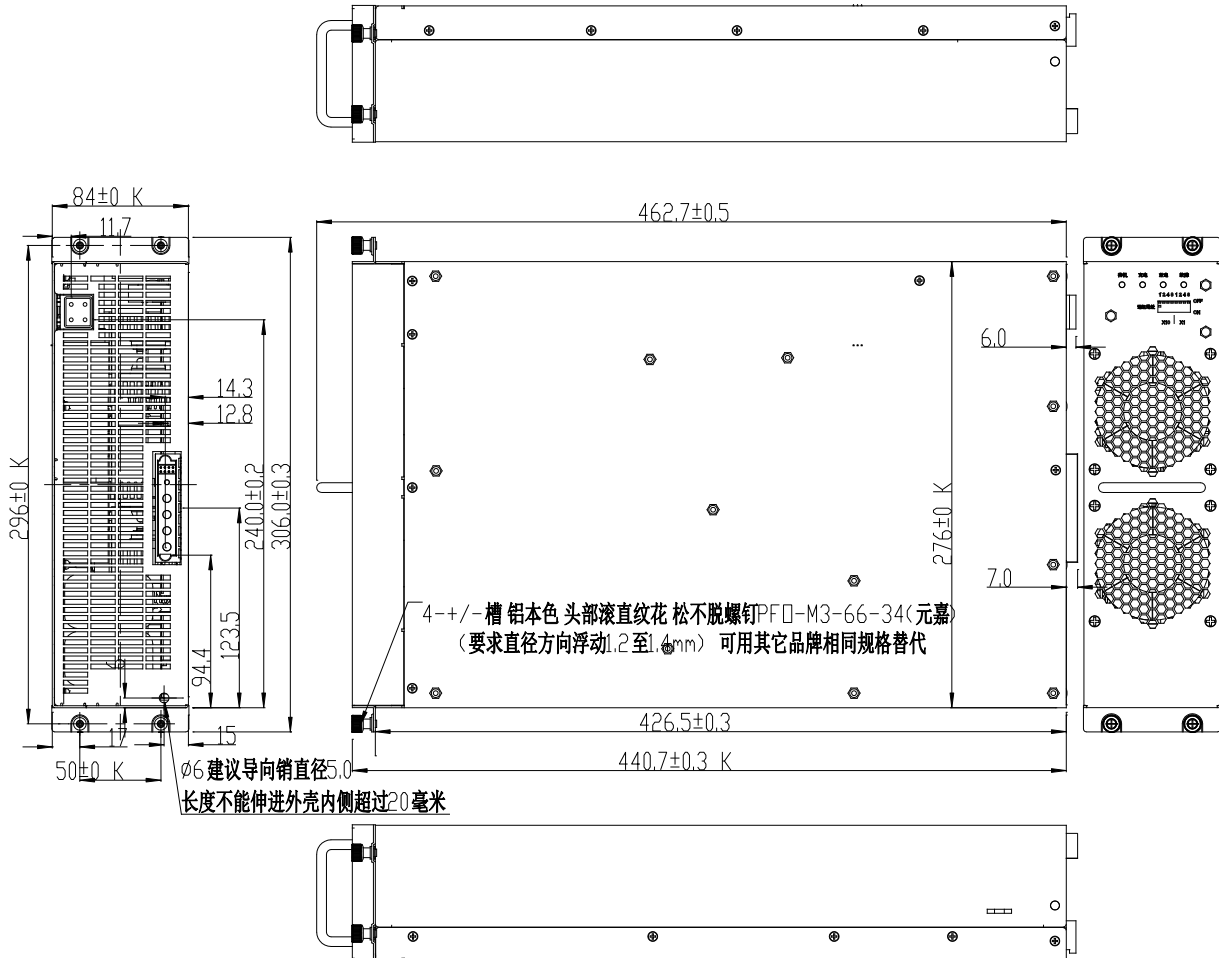 84±0 K
11.7
462.7±0.5
12481248
OFF
ON
X10
X1
6.0
14.3
12.8
296±0 K
240.0±0.2
306.0±0.3
276±0 K
7.0
4-+/-槽 铝本色 头部滚直纹花 松不脱螺钉PF□-M3-66-34(元嘉)
(要求直径方向浮动1.2至1.4mm) 可用其它品牌相同规格替代
123.5
94.4
6
17
15
426.5±0.3
50±0 K
440.7±0.3 K
Ø6 建议导向销直径5.0
长度不能伸进外壳内侧超过20毫米